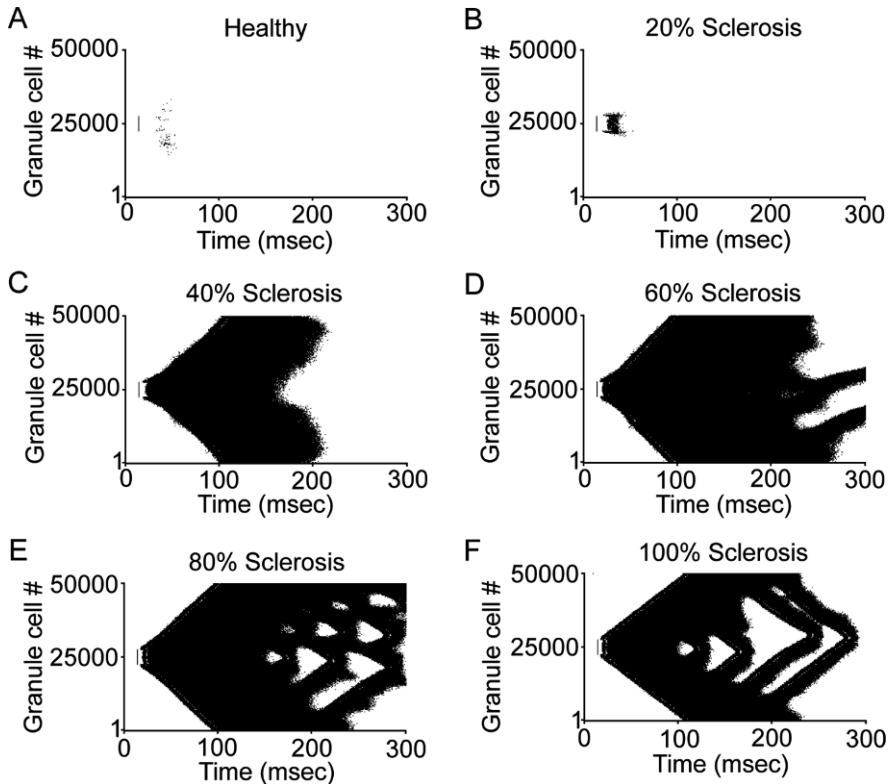 A
Healthy
Granule cell #
50000
25000
1
0 100 200 300
Time (msec)
B
20% Sclerosis
Granule cell #
50000
25000
1
0 100 200 300
Time (msec)
C
40% Sclerosis
Granule cell #
50000
25000
1
0 100 200 300
Time (msec)
D
60% Sclerosis
Granule cell #
50000
25000
1
0 100 200 300
Time (msec)
E
80% Sclerosis
Granule cell #
50000
25000
1
0 100 200 300
Time (msec)
F
100% Sclerosis
Granule cell #
50000
25000
1
0 100 200 300
Time (msec)